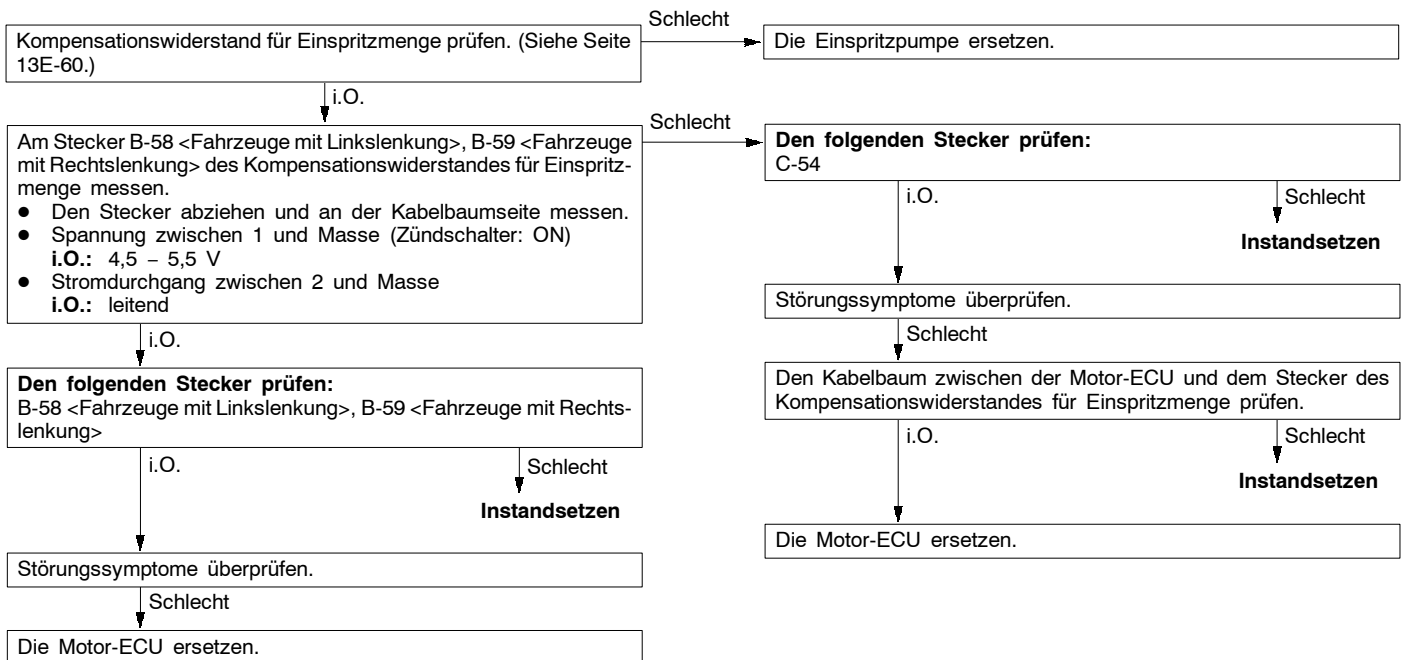 Kompensationswiderstand für Einspritzmenge prüfen. (Siehe Seite
13E-60.)
Schlecht
Die Einspritzpumpe ersetzen.
i.O.
Am Stecker B-58 <Fahrzeuge mit Linkslenkung>, B-59 <Fahrzeuge
mit Rechtslenkung> des Kompensationswiderstandes für Einspritz-
menge messen.
● Den Stecker abziehen und an der Kabelbaumseite messen.
● Spannung zwischen 1 und Masse (Zündschalter: ON)
i.O.: 4,5 – 5,5 V
● Stromdurchgang zwischen 2 und Masse
i.O.: leitend
Schlecht
Den folgenden Stecker prüfen:
C-54
i.O.
Schlecht
Instandsetzen
Störungssymptome überprüfen.
Schlecht
Den Kabelbaum zwischen der Motor-ECU und dem Stecker des
Kompensationswiderstandes für Einspritzmenge prüfen.
i.O.
Schlecht
Instandsetzen
Die Motor-ECU ersetzen.
i.O.
Den folgenden Stecker prüfen:
B-58 <Fahrzeuge mit Linkslenkung>, B-59 <Fahrzeuge mit Rechts-
lenkung>
i.O.
Schlecht
Instandsetzen
Störungssymptome überprüfen.
Schlecht
Die Motor-ECU ersetzen.